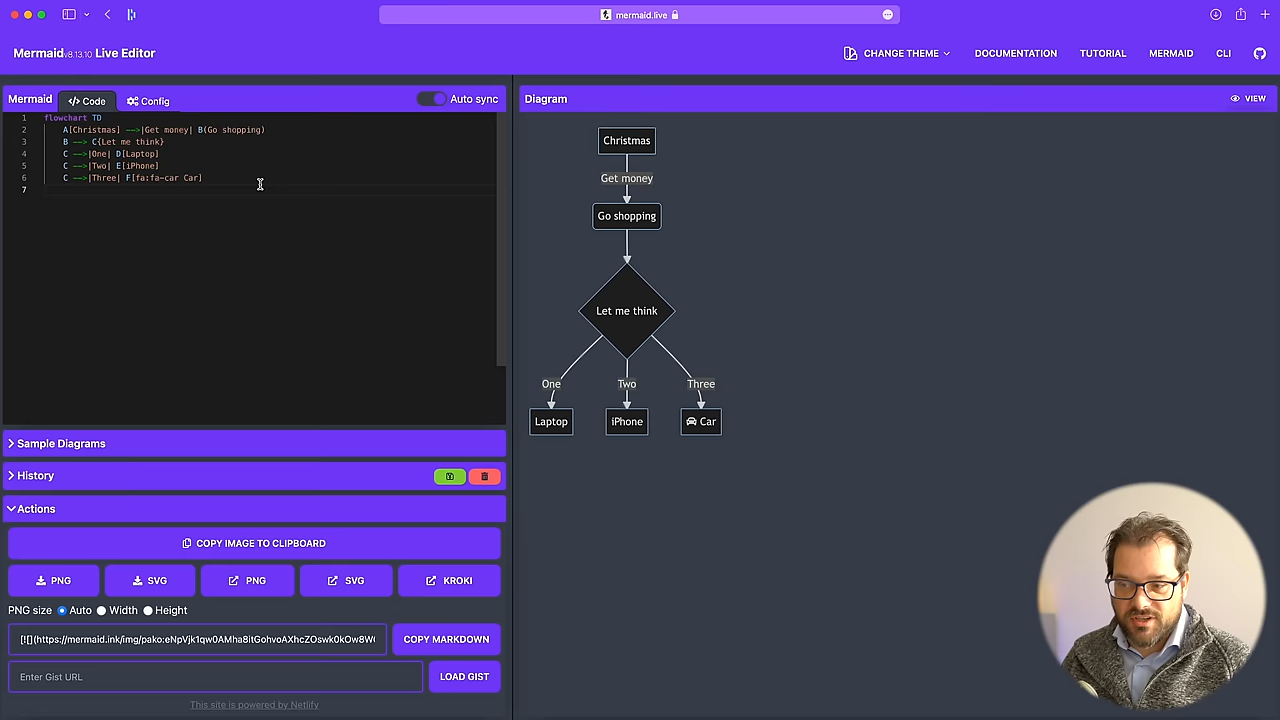 mermaid.live
Mermaid v8.13.10 Live Editor
CHANGE THEME
DOCUMENTATION
TUTORIAL
MERMAID
CLI
Mermaid
</> Code
Config
Auto sync
1 flowchart TD
2 A[Christmas] -->|Get money| B(Go shopping)
3 B --> C{Let me think}
4 C -->|One| D[Laptop]
5 C -->|Two| E[iPhone]
6 C -->|Three| F[fa:fa-car Car]
7
Sample Diagrams
History
Actions
COPY IMAGE TO CLIPBOARD
PNG
SVG
PNG
SVG
KROKI
PNG size Auto Width Height
COPY MARKDOWN
Enter Gist URL
LOAD GIST
This site is powered by Netlify
Diagram
VIEW
Christmas
Get money
Go shopping
Let me think
One Two Three
Laptop iPhone Car